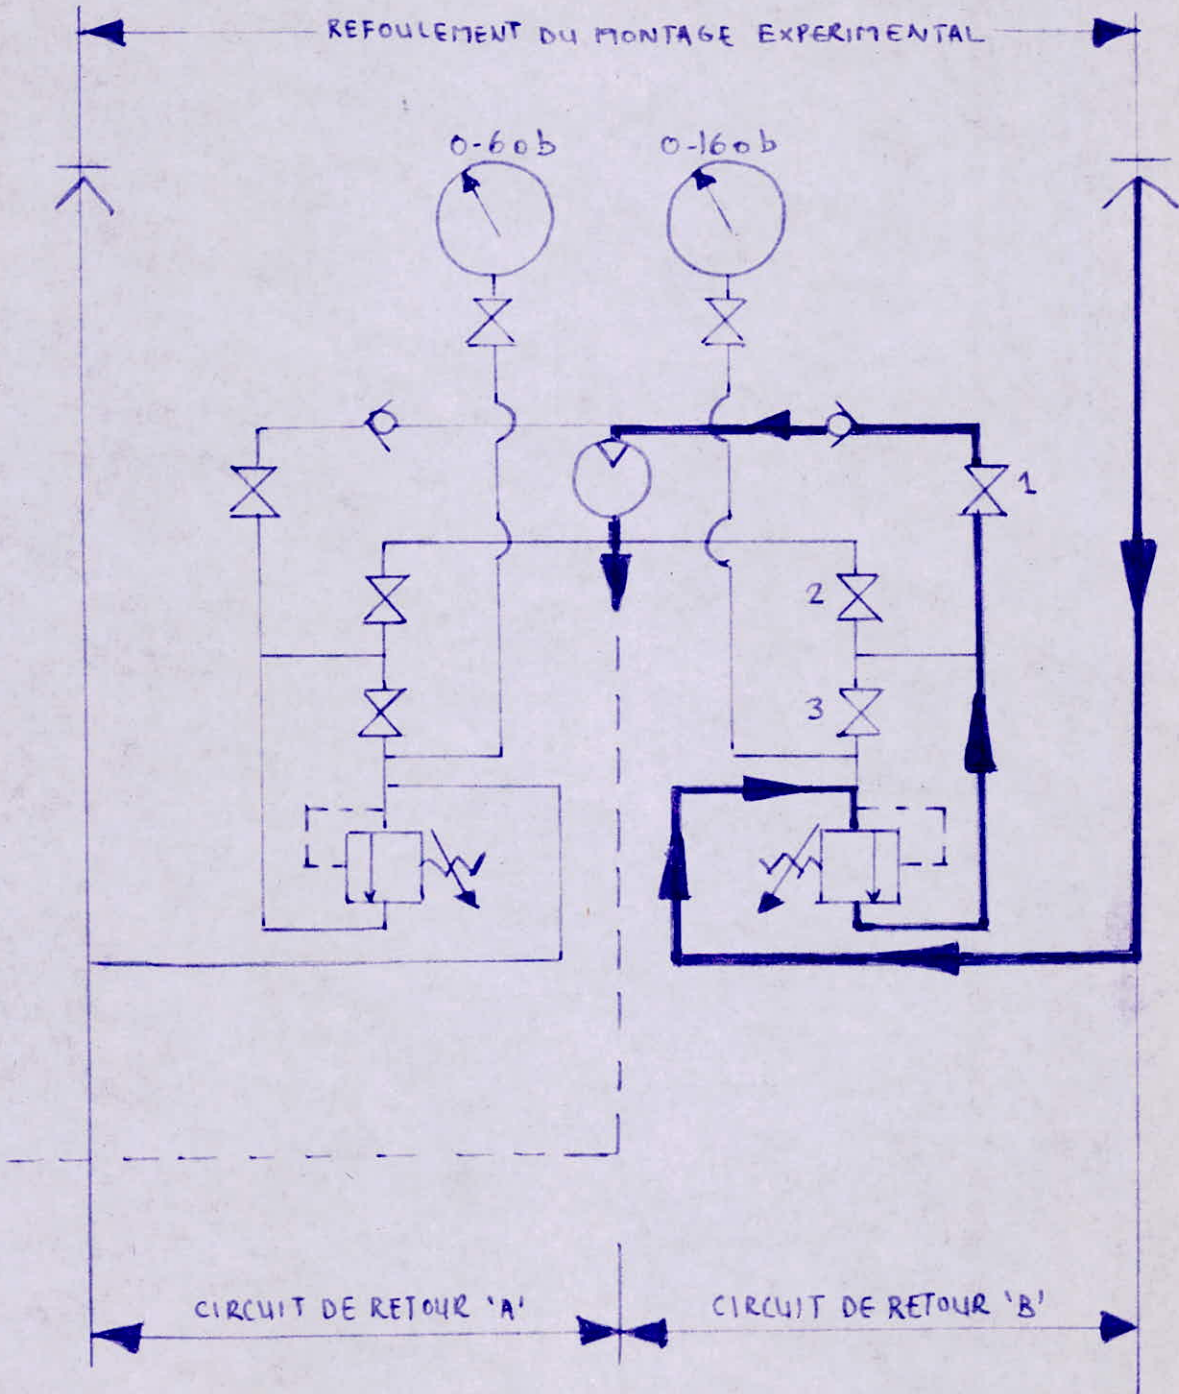 REFOULEMENT DU MONTAGE EXPERIMENTAL
0-60b
0-160b
1
2
3
CIRCUIT DE RETOUR 'A'
CIRCUIT DE RETOUR 'B'